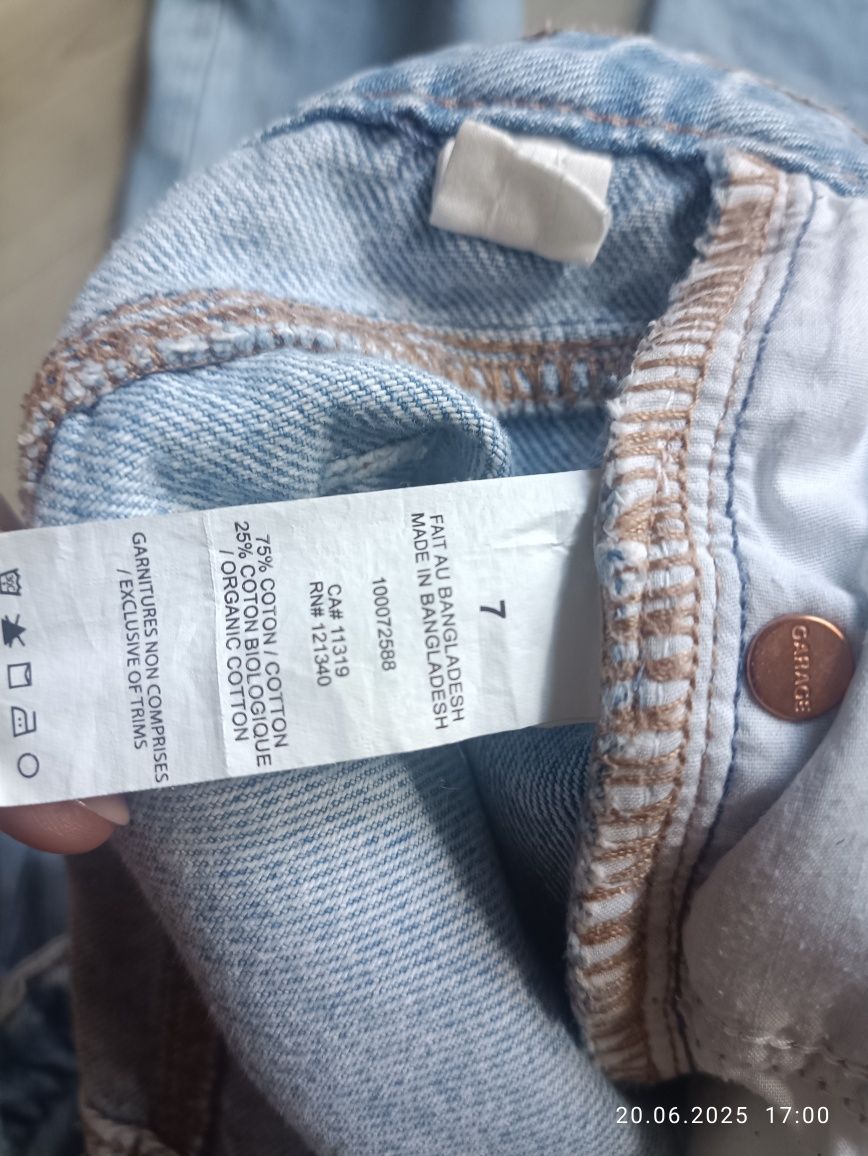 7
FAIT AU BANGLADESH
MADE IN BANGLADESH
100072588
CA# 11319
RN# 121340
75% COTON / COTTON
25% COTON BIOLOGIQUE
/ ORGANIC COTTON
GARNITURES NON COMPRISES
/ EXCLUSIVE OF TRIMS
GARAGE
20.06.2025 17:00